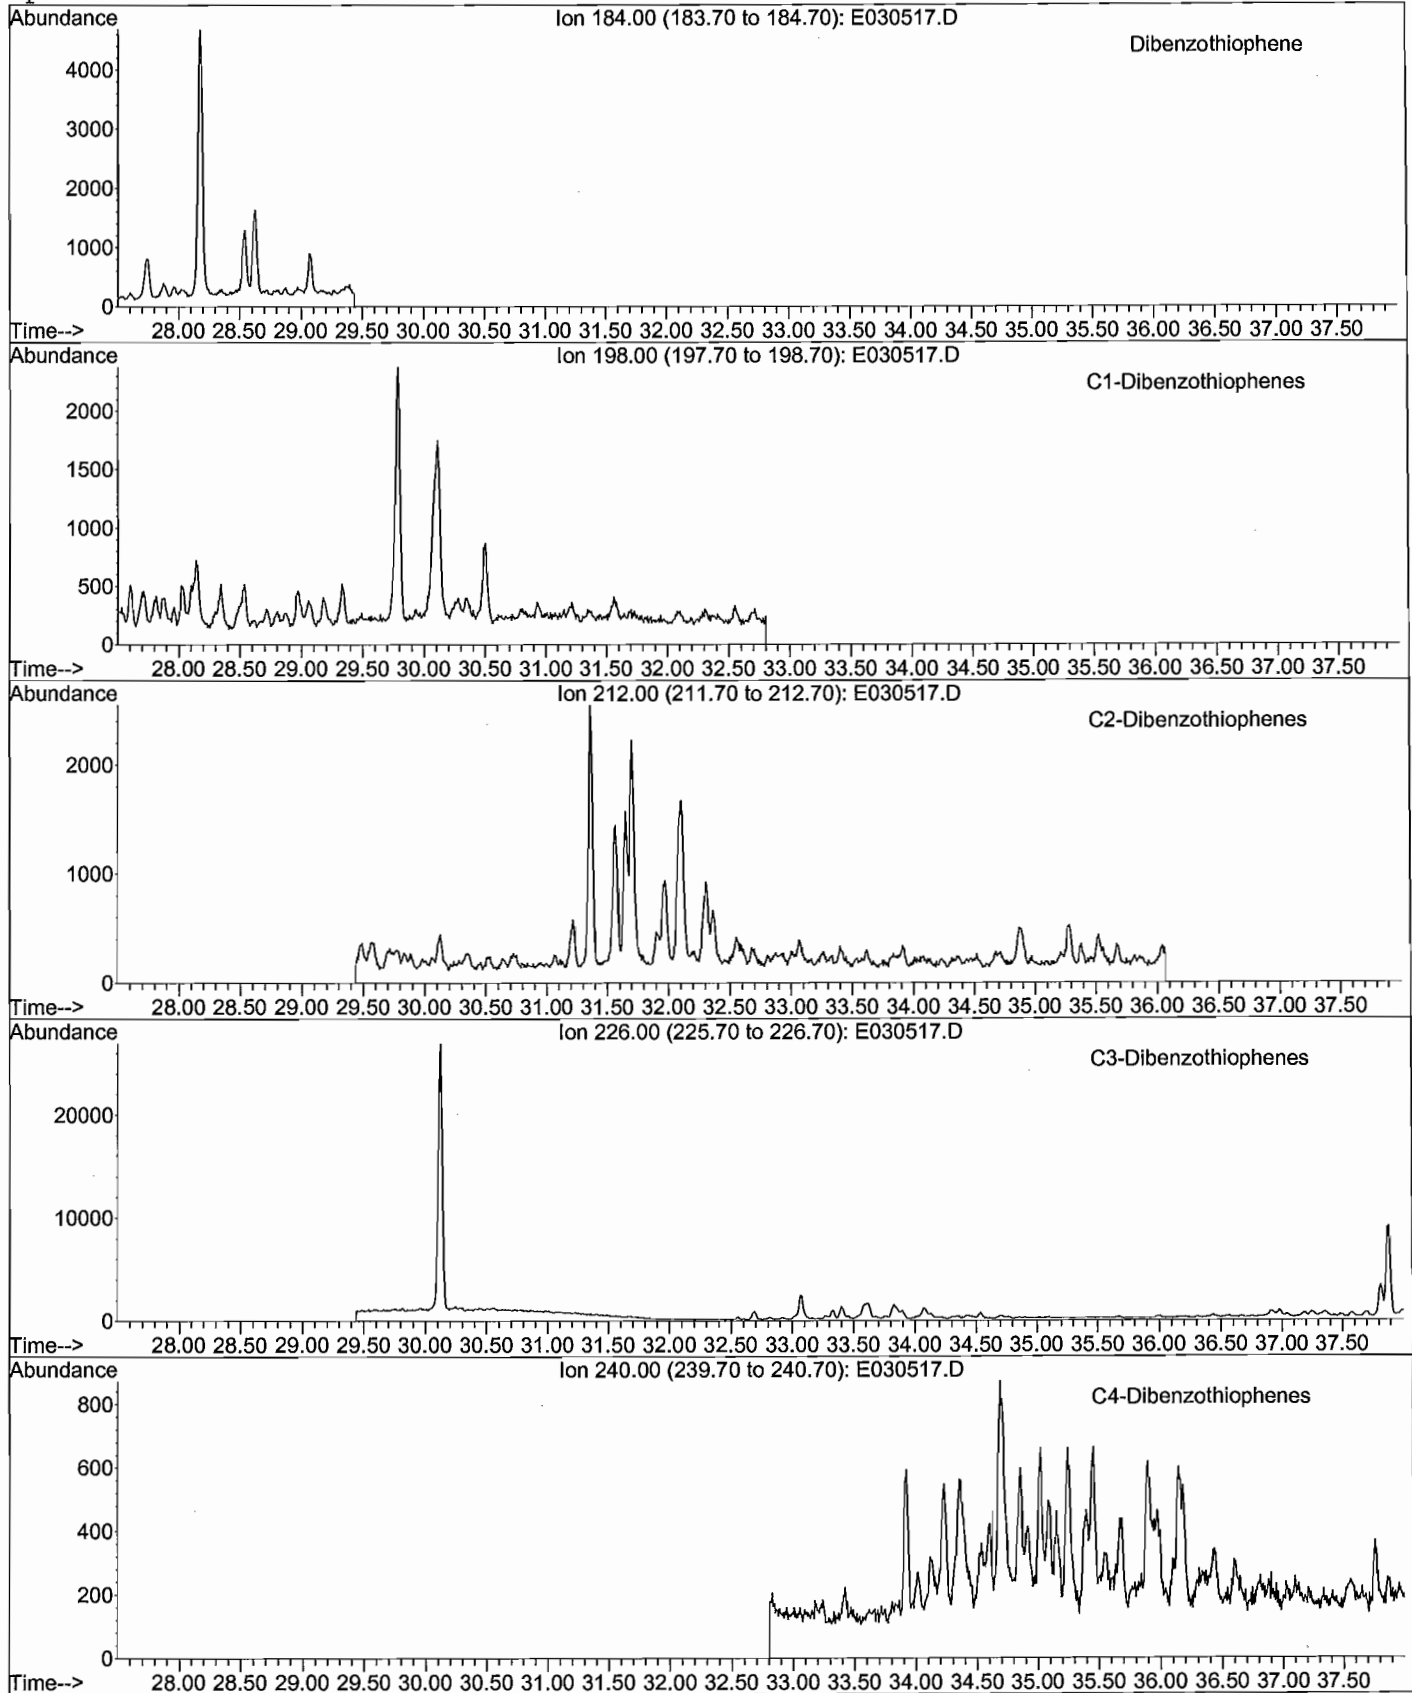 Abundance Ion 184.00 (183.70 to 184.70): E030517.D
Dibenzothiophene
4000
3000
2000
1000
0
Time--> 28.00 28.50 29.00 29.50 30.00 30.50 31.00 31.50 32.00 32.50 33.00 33.50 34.00 34.50 35.00 35.50 36.00 36.50 37.00 37.50
Abundance Ion 198.00 (197.70 to 198.70): E030517.D
C1-Dibenzothiophenes
2000
1500
1000
500
0
Time--> 28.00 28.50 29.00 29.50 30.00 30.50 31.00 31.50 32.00 32.50 33.00 33.50 34.00 34.50 35.00 35.50 36.00 36.50 37.00 37.50
Abundance Ion 212.00 (211.70 to 212.70): E030517.D
C2-Dibenzothiophenes
2000
1000
0
Time--> 28.00 28.50 29.00 29.50 30.00 30.50 31.00 31.50 32.00 32.50 33.00 33.50 34.00 34.50 35.00 35.50 36.00 36.50 37.00 37.50
Abundance Ion 226.00 (225.70 to 226.70): E030517.D
C3-Dibenzothiophenes
20000
10000
0
Time--> 28.00 28.50 29.00 29.50 30.00 30.50 31.00 31.50 32.00 32.50 33.00 33.50 34.00 34.50 35.00 35.50 36.00 36.50 37.00 37.50
Abundance Ion 240.00 (239.70 to 240.70): E030517.D
C4-Dibenzothiophenes
800
600
400
200
0
Time--> 28.00 28.50 29.00 29.50 30.00 30.50 31.00 31.50 32.00 32.50 33.00 33.50 34.00 34.50 35.00 35.50 36.00 36.50 37.00 37.50